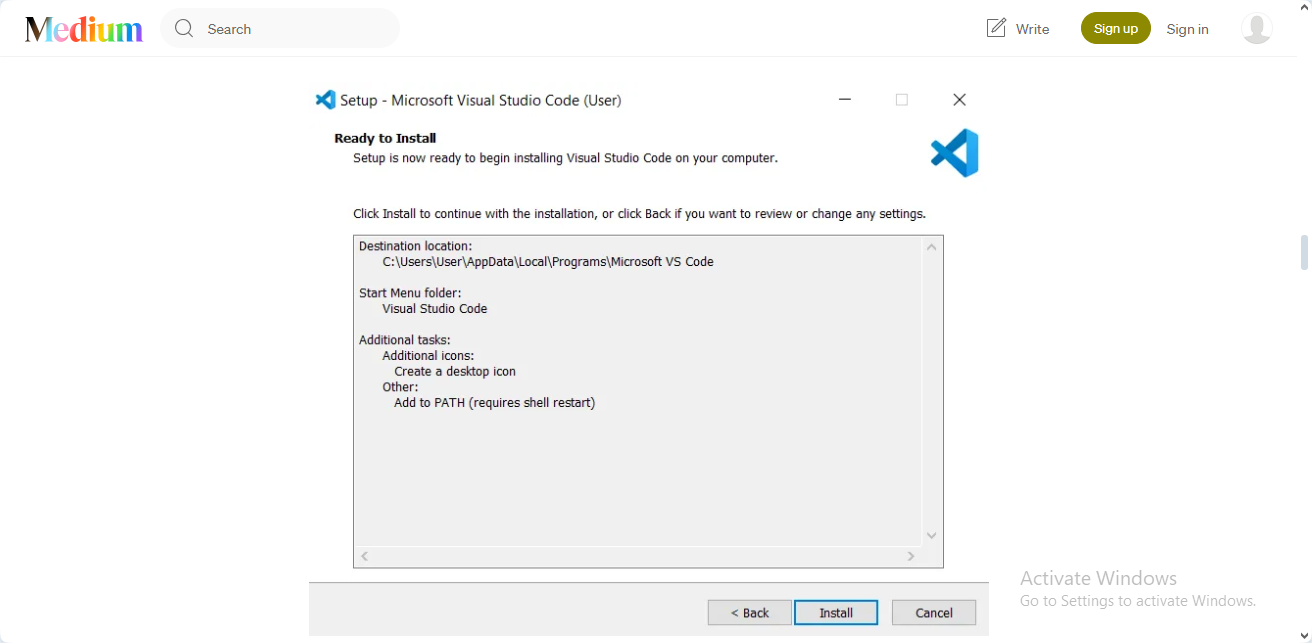 Medium
Search
Write
Sign up
Sign in
Setup - Microsoft Visual Studio Code (User)
Ready to Install
Setup is now ready to begin installing Visual Studio Code on your computer.
Click Install to continue with the installation, or click Back if you want to review or change any settings.
Destination location:
C:\Users\User\AppData\Local\Programs\Microsoft VS Code
Start Menu folder:
Visual Studio Code
Additional tasks:
Additional icons:
Create a desktop icon
Other:
Add to PATH (requires shell restart)
Activate Windows
Go to Settings to activate Windows.
< Back
Install
Cancel